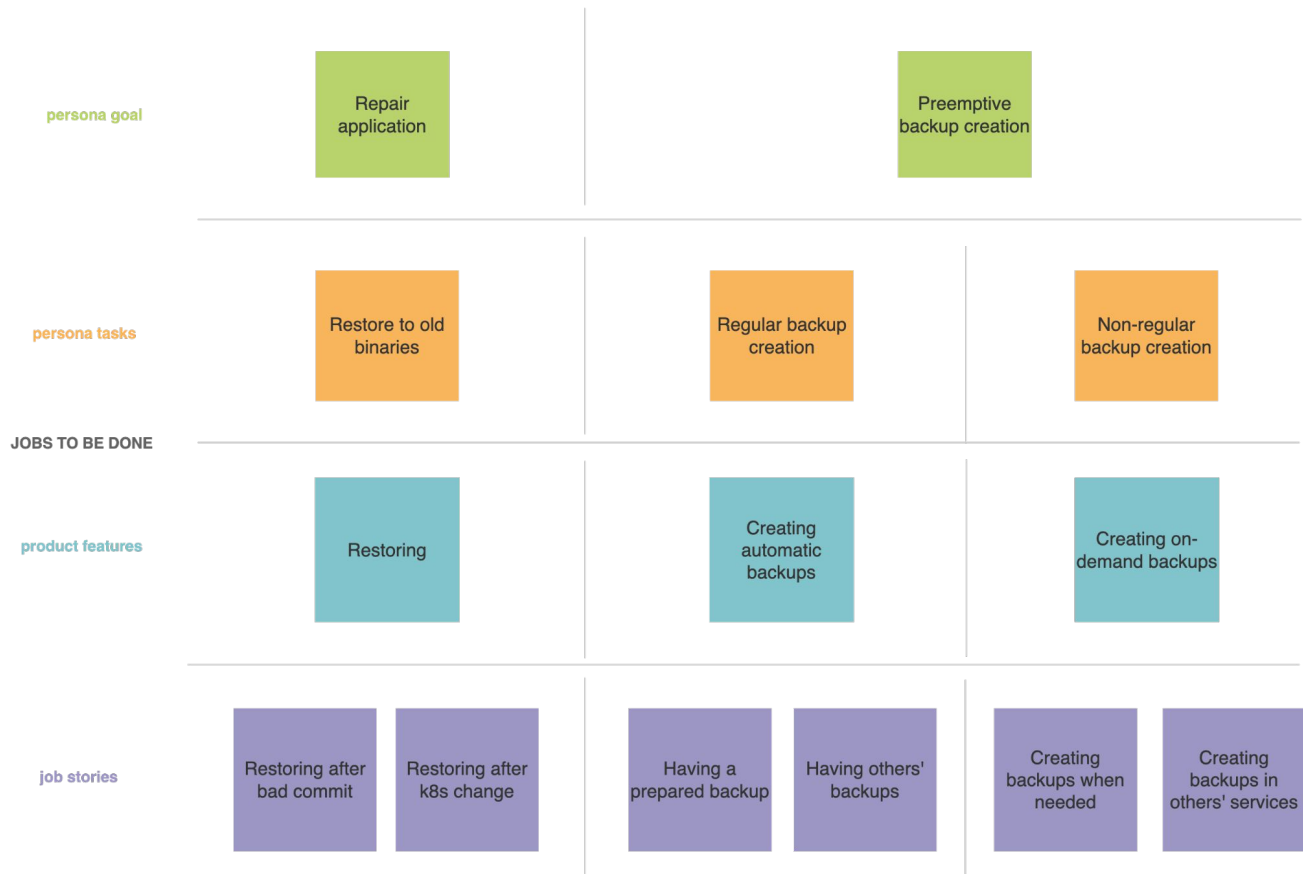 persona goal
Repair
application
Preemptive
backup creation
persona tasks
Restore to old
binaries
Regular backup
creation
Non-regular
backup creation
JOBS TO BE DONE
product features
Restoring
Creating
automatic
backups
Creating on-
demand backups
job stories
Restoring after
bad commit
Restoring after
k8s change
Having a
prepared backup
Having others'
backups
Creating
backups when
needed
Creating
backups in
others' services